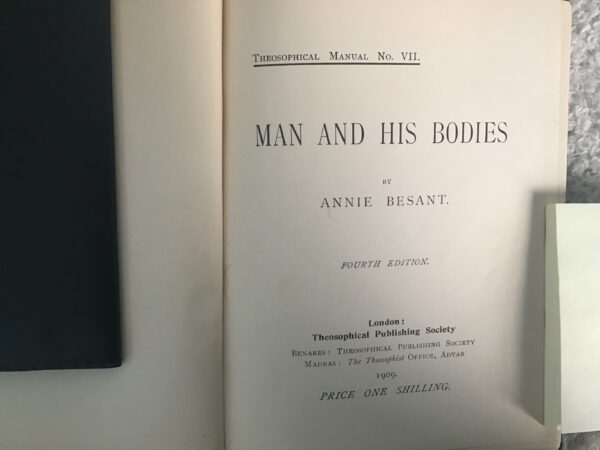 THEOSOPHICAL MANUAL NO. VII.
MAN AND HIS BODIES
BY
ANNIE BESANT.
FOURTH EDITION.
London:
Theosophical Publishing Society
BENARES: THEOSOPHICAL PUBLISHING SOCIETY
MADRAS: The Theosophist OFFICE, ADYAR
1909.
PRICE ONE SHILLING.